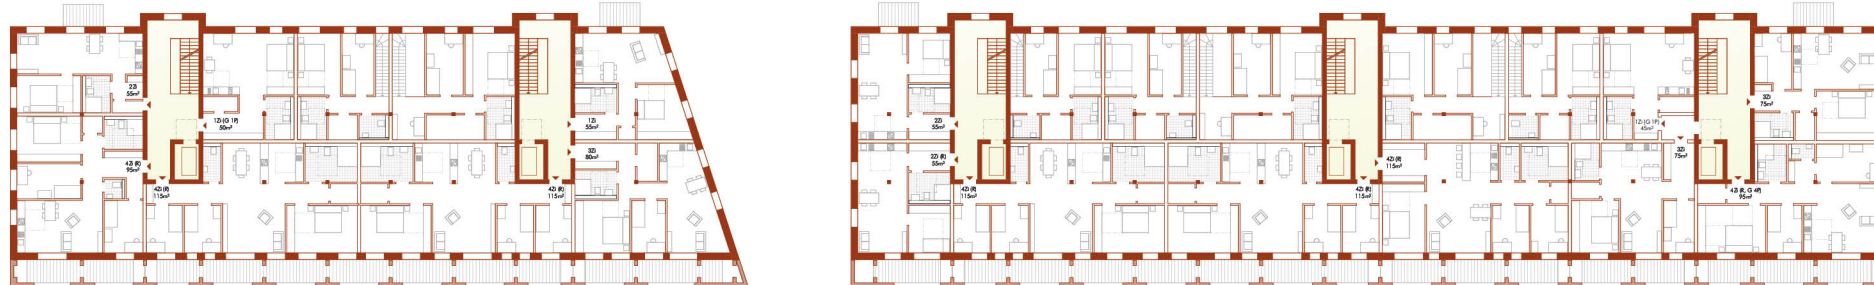 2Zi
55m²
1Zi (G 1P)
50m²
4Zi (R)
95m²
4Zi (R)
115m²
1Zi
55m²
3Zi
80m²
4Zi (R)
115m²
2Zi
55m²
2Zi (R)
55m²
4Zi (R)
115m²
4Zi (R)
115m²
4Zi (R)
115m²
1Zi (G 1P)
45m²
3Zi
75m²
3Zi
75m²
4Zi (R, G 4P)
95m²